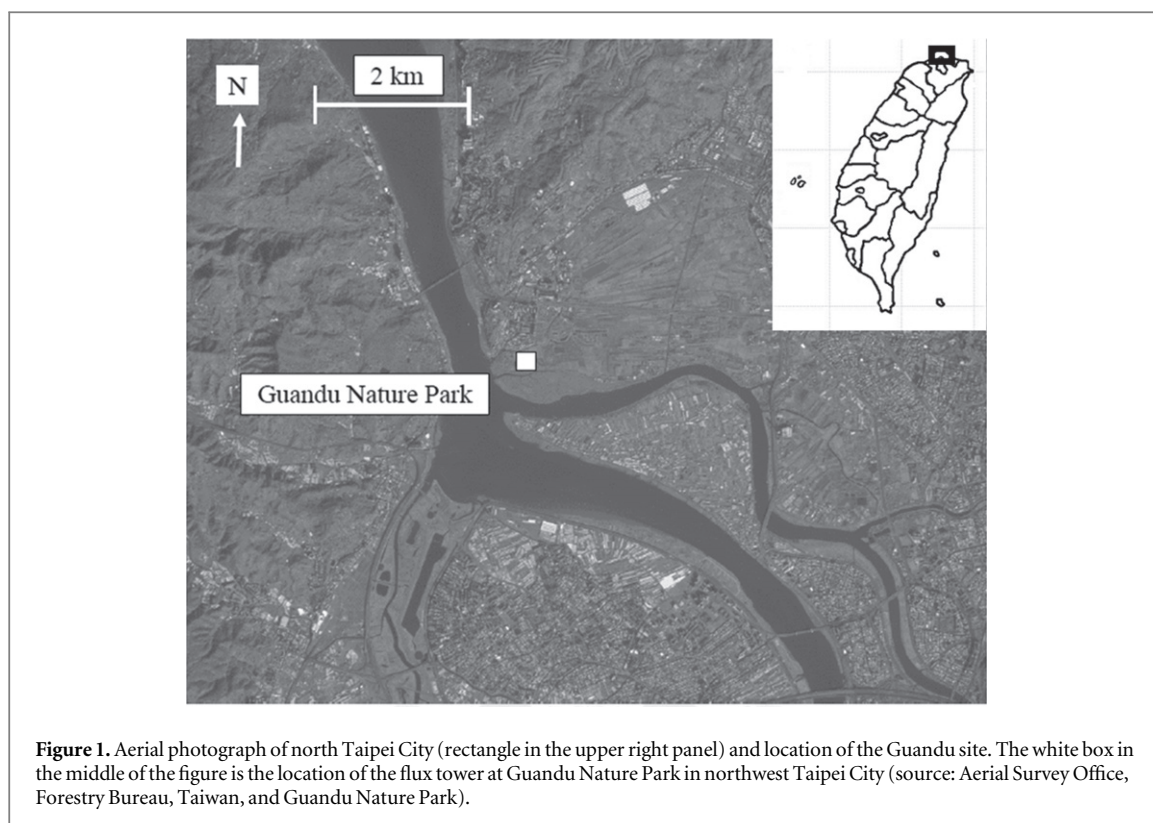 N
2 km
Guandu Nature Park
Figure 1. Aerial photograph of north Taipei City (rectangle in the upper right panel) and location of the Guandu site. The white box in
the middle of the figure is the location of the flux tower at Guandu Nature Park in northwest Taipei City (source: Aerial Survey Office,
Forestry Bureau, Taiwan, and Guandu Nature Park).